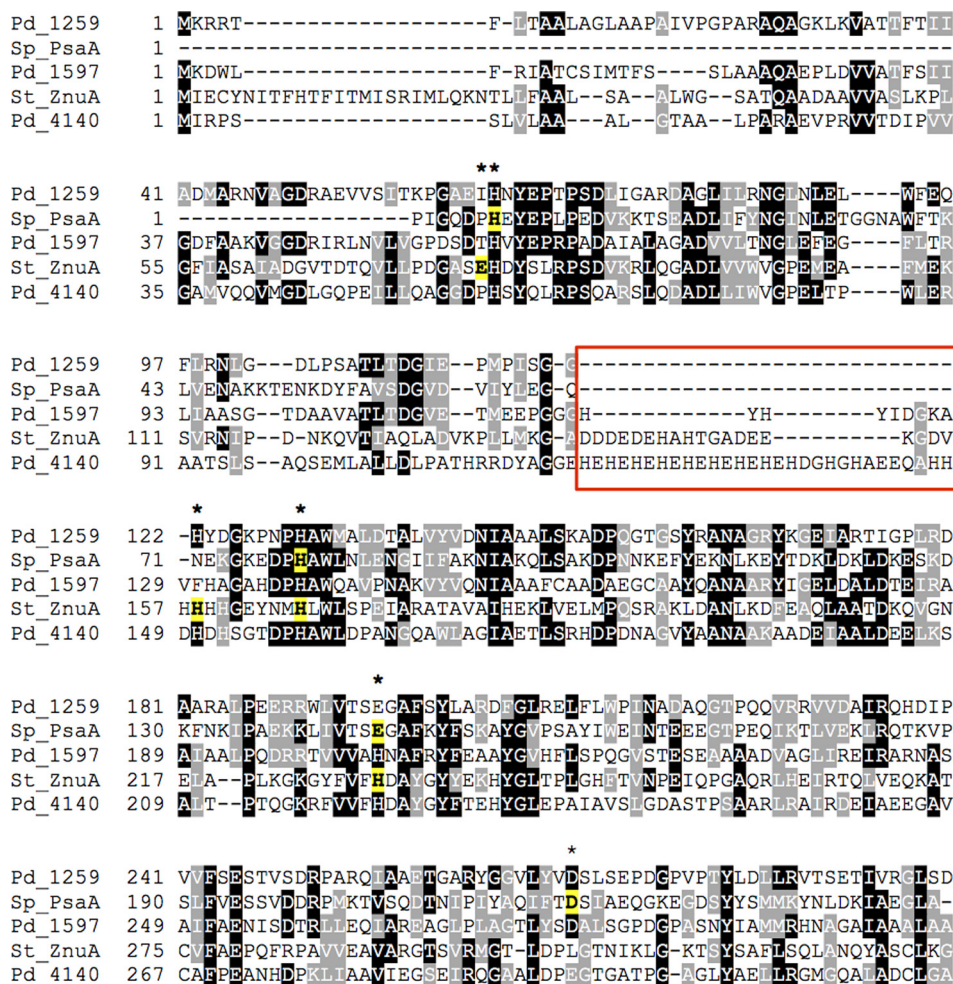 Pd_1259 1 MKRRT-------------------F-LTAALAGLAAPAIVPGPARAQAGKLKVATTFTII
Sp_PsaA 1 ------------------------------------------------------------
Pd_1597 1 MKDWL-------------------F-RIATCSIMTFS----SLAAAQAEPLDVVATFSII
St_ZnuA 1 MIECYNITFHTFITMISRIMLQKNTLLFAAL--SA--ALWG--SATQAADAAVVASLKPL
Pd_4140 1 MIRPS-------------------SLVLAA---AL--GTAA--LPARAEVPRVVTDIPVV
**
Pd_1259 41 ADMARNVAGDRAEVVSITKPGAEIHNYEPTPSDLIGARDAGLILRNGLNLEL----WFEQ
Sp_PsaA 1 ------------------PIGQDPHEYEPLPEDVKKTSEADLIFYNGINLETGGNAWFTK
Pd_1597 37 GDFAAKVGGDRIRLNVLVGPDSDTHVYEPRPADAIALAGADVVLTNGLEFEG----FLTR
St_ZnuA 55 GFIASAIADGVTDTQVLLPDGASEHDYSLRPSDVKRLQGADLVVWVGPEMEA----FMEK
Pd_4140 35 GAMVQQVMGDLGQPEILLQAGGDPHSYQLRPSQARSLQDADLLIWVGPELTP----WLER
Pd_1259 97 FLRNLG---DLPSATLTDGIE--PMPISG-G-----------------------------
Sp_PsaA 43 LVENAKKTENKDYFAVSDGVD--VIYLEG-Q-----------------------------
Pd_1597 93 LIAASG--TDAAVATLTDGVE--TMEEPGGGH------------YH--------YIDGKA
St_ZnuA 111 SVRNIP--D-NKQVTIAQLADVKPLLMKG-ADDDEDEHAHTGADEE----------KGDV
Pd_4140 91 AATSLS--AQSEMLALLDLPATHRRDYAGGEHEHEHEHEHEHEHEHEHDGHGHAEEQAHH
* *
Pd_1259 122 -HYDGKPNPHAWMALDTALVYVDNIAAALSKADPQGTGSYRANAGRYKGEIARTIGPLRD
Sp_PsaA 71 -NEKGKEDPHAWLNLENGIIFAKNIAKQLSAKDPNNKEFYEKNLKEYTDKLDKLDKESKD
Pd_1597 129 VFHAGAHDPHAWQAVPNAKVYVQNIAAAFCAADAEGCAAYQANAARYIGELDALDTEIRA
St_ZnuA 157 HHHHGEYNMHLWLSPEIARATAVAIHEKLVELMPQSRAKLDANLKDFEAQLAATDKQVGN
Pd_4140 149 DHDHSGTDPHAWLDPANGQAWLAGIAETLSRHDPDNAGVYAANAAKAADEIAALDEELKS
*
Pd_1259 181 AARALPEERRWLVTSEGAFSYLARDFGLRELFLWPINADAQGTPQQVRRVVDAIRQHDIP
Sp_PsaA 130 KFNKIPAEKKLIVTSEGAFKYFSKAYGVPSAYIWEINTEEEGTPEQIKTLVEKLRQTKVP
Pd_1597 189 AIAALPQDRRTVVVAHNAFRYFEAAYGVHFLSPQGVSTESEAAAADVAGLIREIRARNAS
St_ZnuA 217 ELA--PLKGKGYFVFHDAYGYYEKHYGLTPLGHFTVNPEIQPGAQRLHEIRTQLVEQKAT
Pd_4140 209 ALT--PTQGKRFVVFHDAYGYFTEHYGLEPAIAVSLGDASTPSAARLRAIRDEIAEEGAV
*
Pd_1259 241 VVFSESTVSDRPARQIAAETGARYGGVLYVDSLSEPDGPVPTYLDLLRVTSETIVRGLSD
Sp_PsaA 190 SLFVESSVDDRPMKTVSQDTNIPIYAQIFTDSIAEQGKEGDSYYSMMKYNLDKIAEGLA-
Pd_1597 249 AIFAENISDTRLLEQIAREAGLPLAGTLYSDALSGPDGPASNYIAMMRHNAGAIAAALAA
St_ZnuA 275 CVFAEPQFRPAVVEAVARGTSVRMGT-LDPLGTNIKLG-KTSYSAFLSQLANQYASCLKG
Pd_4140 267 CAFPEANHDPKLIAAVIEGSEIRQGAALDPEGTGATPG-AGLYAELLRGMGQALADCLGA